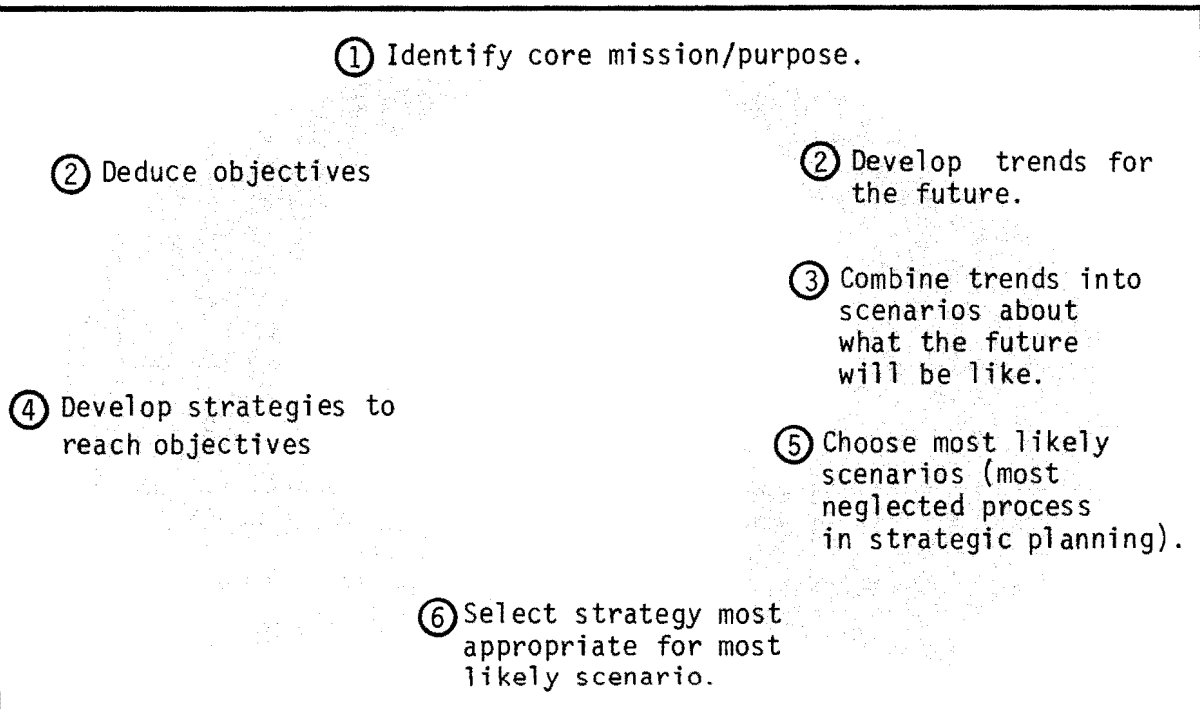 ① Identify core mission/purpose.
② Deduce objectives
② Develop trends for
the future.
③ Combine trends into
scenarios about
what the future
will be like.
④ Develop strategies to
reach objectives
⑤ Choose most likely
scenarios (most
neglected process
in strategic planning).
⑥ Select strategy most
appropriate for most
likely scenario.